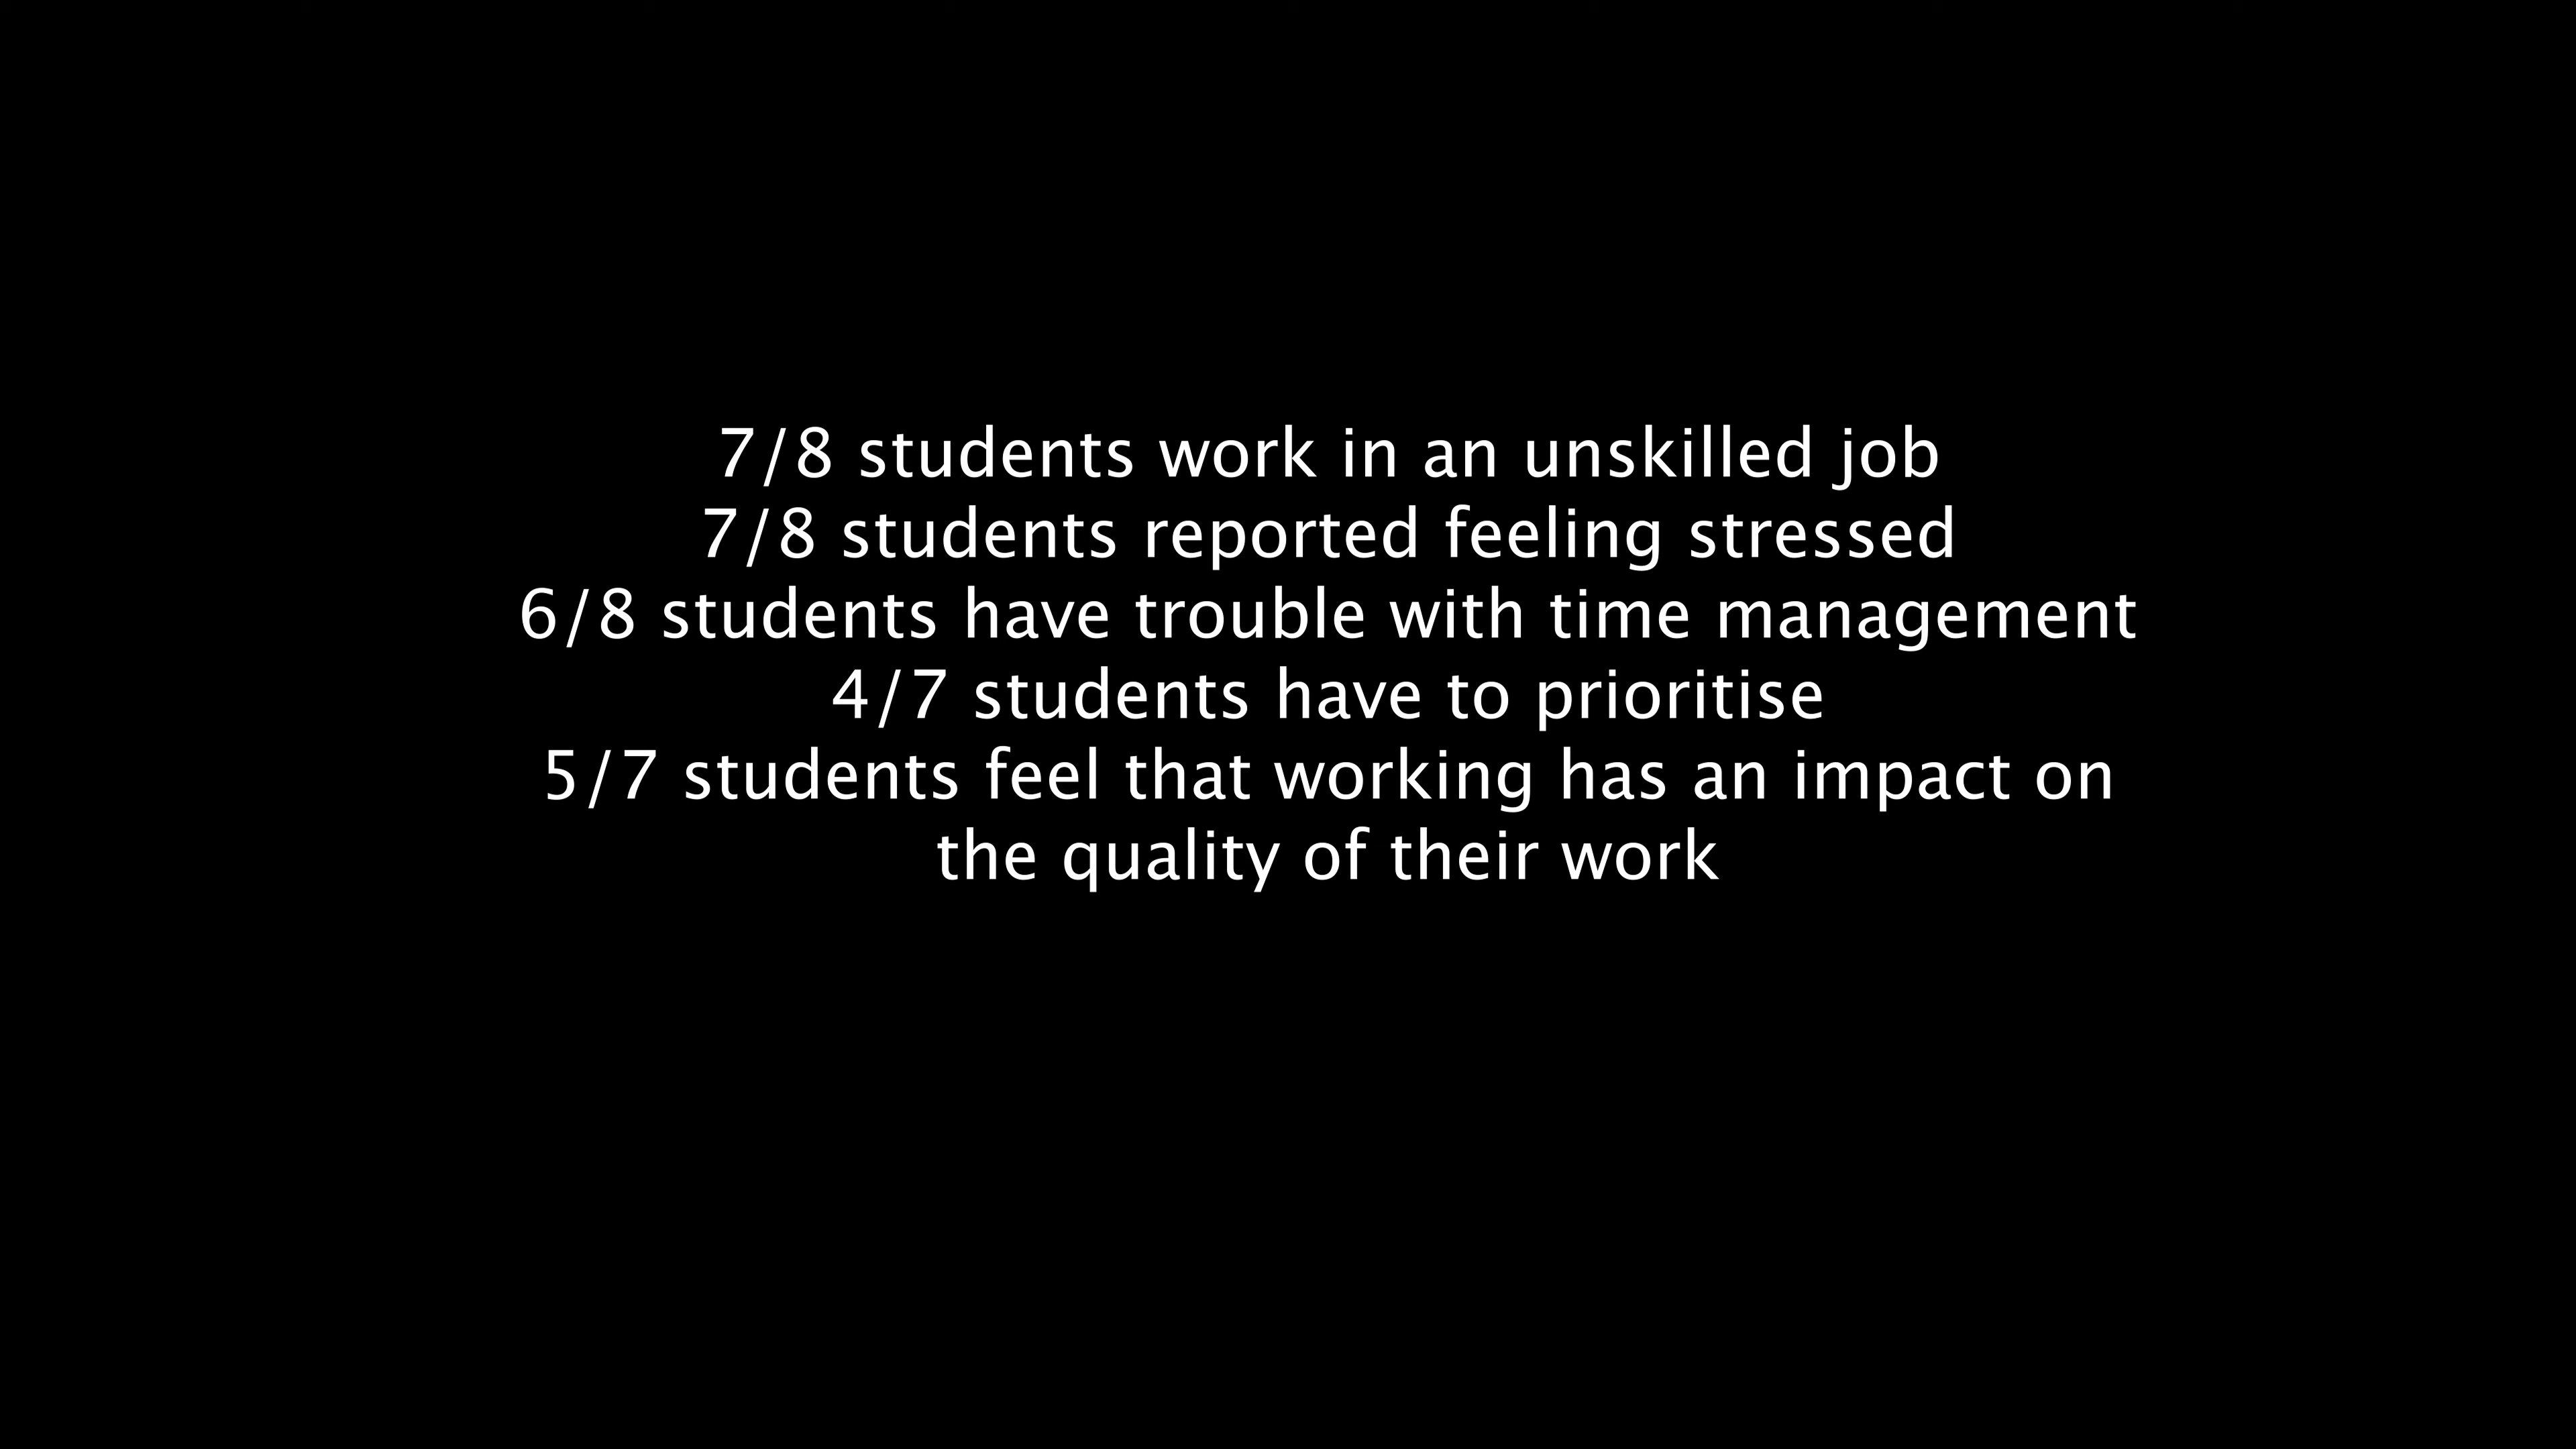 7/8 students work in an unskilled job
7/8 students reported feeling stressed
6/8 students have trouble with time management
4/7 students have to prioritise
5/7 students feel that working has an impact on
the quality of their work